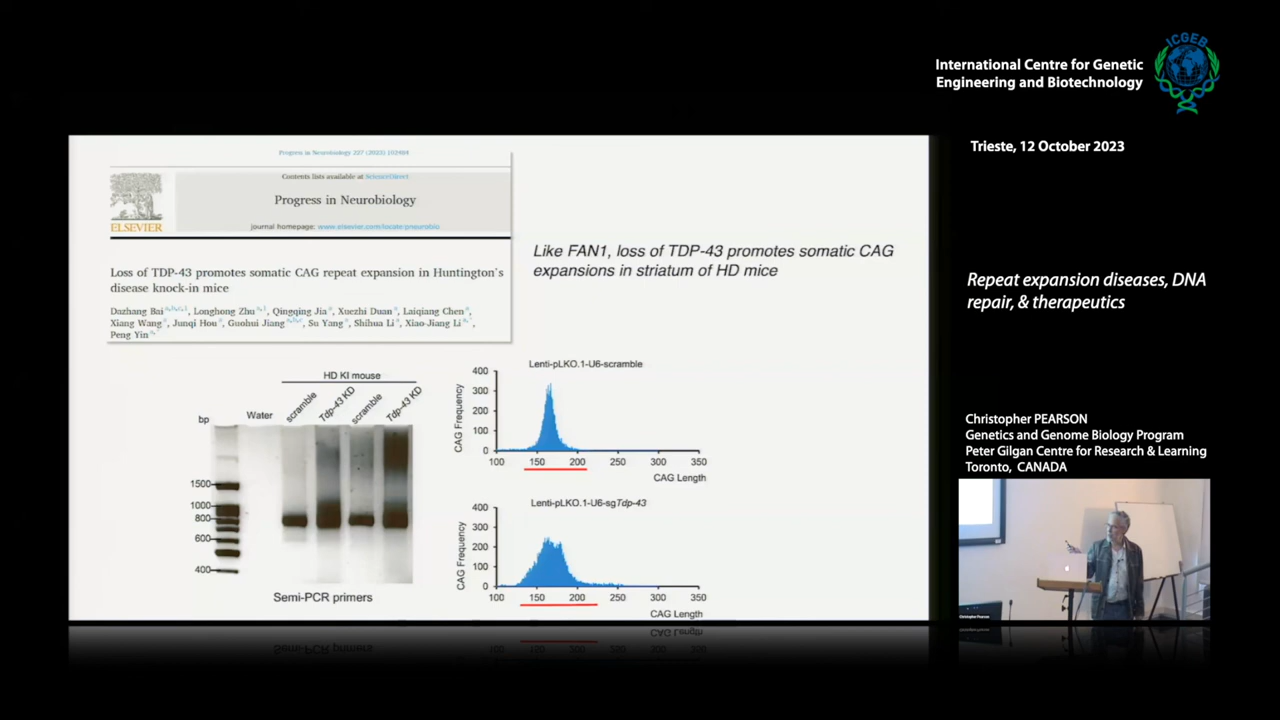 ICGEB
International Centre for Genetic
Engineering and Biotechnology
Trieste, 12 October 2023
Repeat expansion diseases, DNA
repair, & therapeutics
Christopher PEARSON
Genetics and Genome Biology Program
Peter Gilgan Centre for Research & Learning
Toronto, CANADA
Christopher Pearson
Progress in Neurobiology 227 (2023) 102484
Contents lists available at ScienceDirect
Progress in Neurobiology
ELSEVIER
journal homepage: www.elsevier.com/locate/pneurobio
Loss of TDP-43 promotes somatic CAG repeat expansion in Huntington's
disease knock-in mice
Dazhang Bai, Longhong Zhu, Qingqing Jia, Xuezhi Duan, Laiqiang Chen,
Xiang Wang, Junqi Hou, Guohui Jiang, Su Yang, Shihua Li, Xiao-Jiang Li,
Peng Yin
Like FAN1, loss of TDP-43 promotes somatic CAG
expansions in striatum of HD mice
HD KI mouse
bp
Water
scramble
Tdp-43 KD
scramble
Tdp-43 KD
1500
1000
800
600
400
Semi-PCR primers
Lenti-pLKO.1-U6-scramble
CAG Frequency
400
300
200
100
0
100 150 200 250 300 350
CAG Length
Lenti-pLKO.1-U6-sgTdp-43
CAG Frequency
400
300
200
100
0
100 150 200 250 300 350
CAG Length